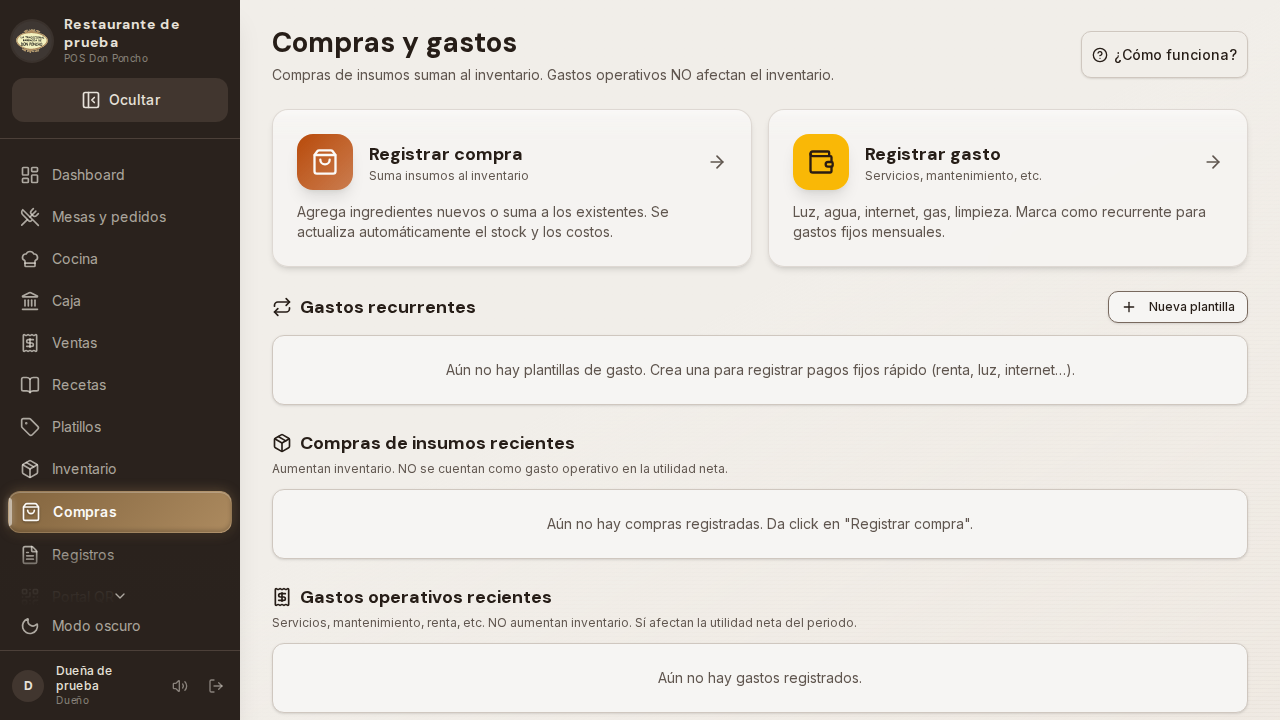 Restaurante de
prueba
POS Don Poncho
Ocultar
Dashboard
Mesas y pedidos
Cocina
Caja
Ventas
Recetas
Platillos
Inventario
Compras
Registros
Portal QR
Modo oscuro
D
Dueña de
prueba
Dueño
Compras y gastos
Compras de insumos suman al inventario. Gastos operativos NO afectan el inventario.
¿Cómo funciona?
Registrar compra
Suma insumos al inventario
Agrega ingredientes nuevos o suma a los existentes. Se
actualiza automáticamente el stock y los costos.
Registrar gasto
Servicios, mantenimiento, etc.
Luz, agua, internet, gas, limpieza. Marca como recurrente para
gastos fijos mensuales.
Gastos recurrentes
Nueva plantilla
Aún no hay plantillas de gasto. Crea una para registrar pagos fijos rápido (renta, luz, internet…).
Compras de insumos recientes
Aumentan inventario. NO se cuentan como gasto operativo en la utilidad neta.
Aún no hay compras registradas. Da click en "Registrar compra".
Gastos operativos recientes
Servicios, mantenimiento, renta, etc. NO aumentan inventario. Sí afectan la utilidad neta del periodo.
Aún no hay gastos registrados.